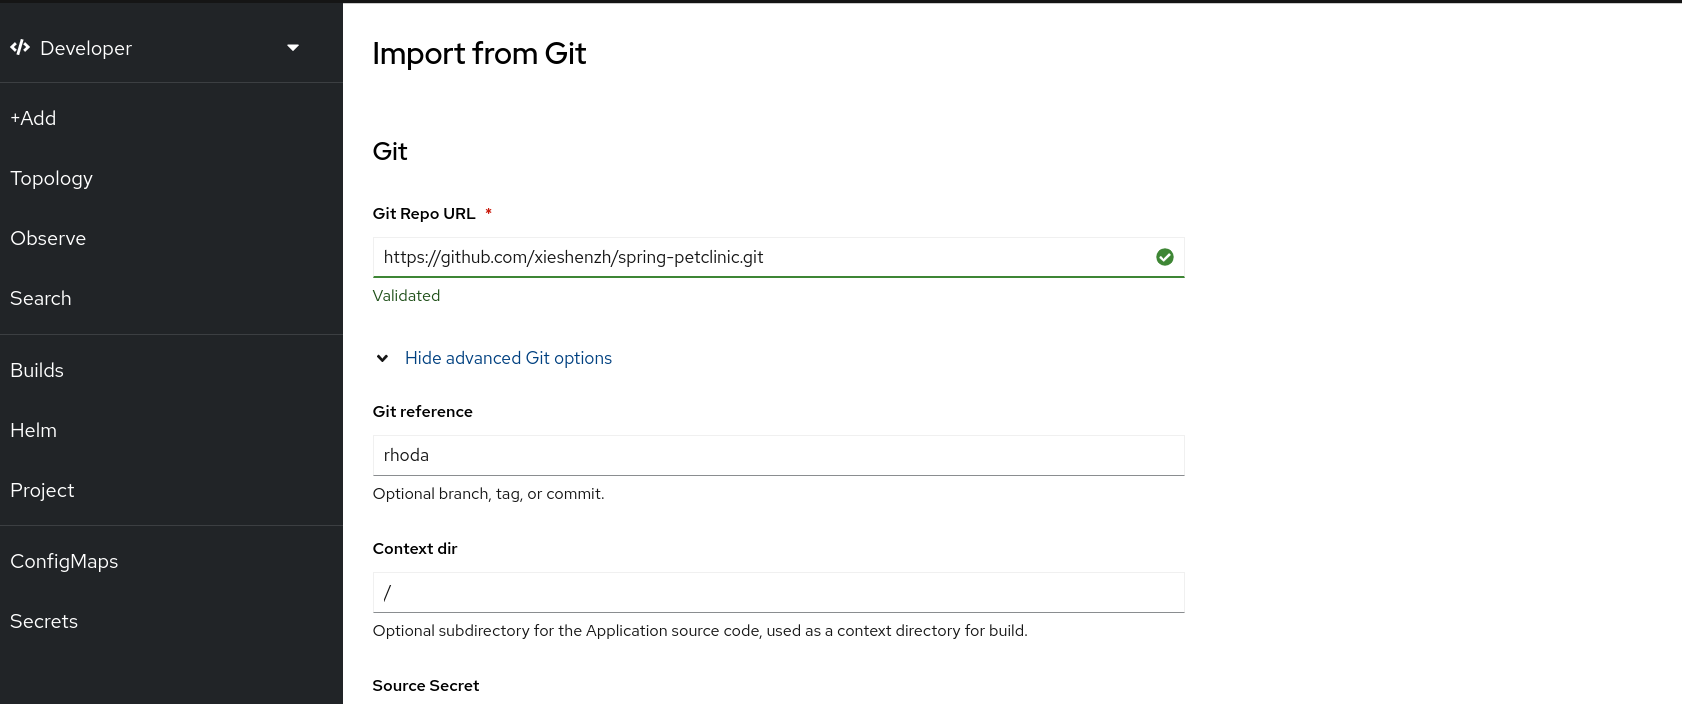 Developer
+Add
Topology
Observe
Search
Builds
Helm
Project
ConfigMaps
Secrets
Import from Git
Git
Git Repo URL *
https://github.com/xieshenzh/spring-petclinic.git
Validated
Hide advanced Git options
Git reference
rhoda
Optional branch, tag, or commit.
Context dir
/
Optional subdirectory for the Application source code, used as a context directory for build.
Source Secret